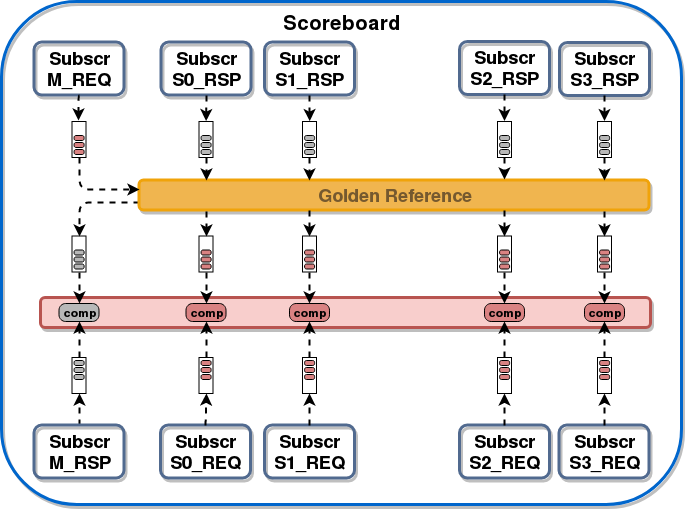 Scoreboard
Subscr
M_REQ
Subscr
S0_RSP
Subscr
S1_RSP
Subscr
S2_RSP
Subscr
S3_RSP
Golden Reference
comp
comp
comp
comp
comp
Subscr
M_RSP
Subscr
S0_REQ
Subscr
S1_REQ
Subscr
S2_REQ
Subscr
S3_REQ